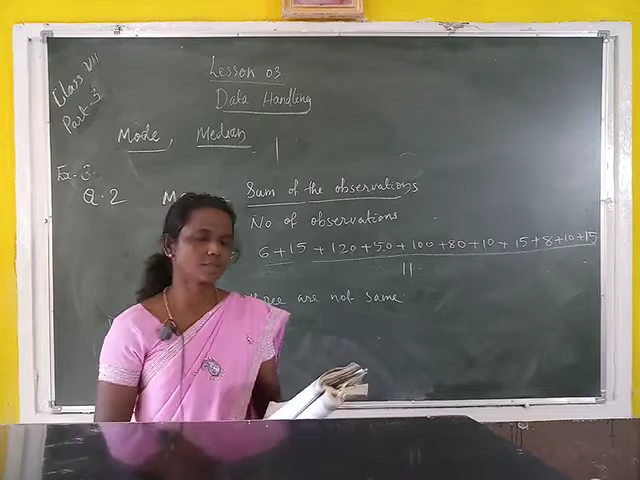 Class VIII
Part-3
Lesson 03
Data Handling
Mode, Median
Ex-3.
Q.2
Sum of the observations
No of observations
6+15+120+50+100+80+10+15+8+10+15
11
are not same